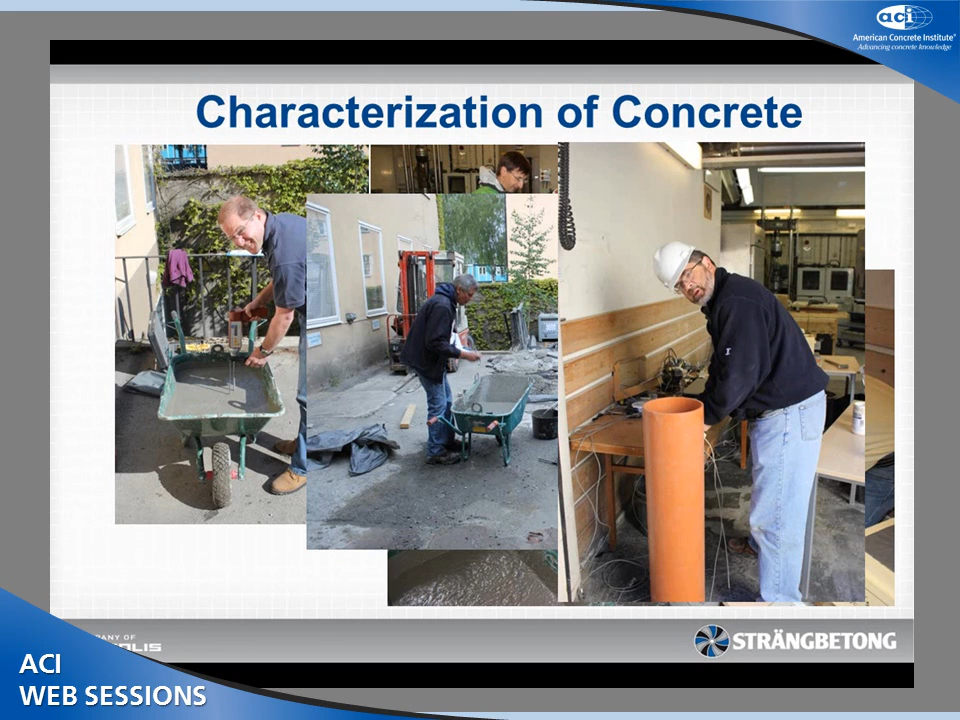 aci
American Concrete Institute®
Advancing concrete knowledge
Characterization of Concrete
STRÄNGBETONG
ACI
WEB SESSIONS